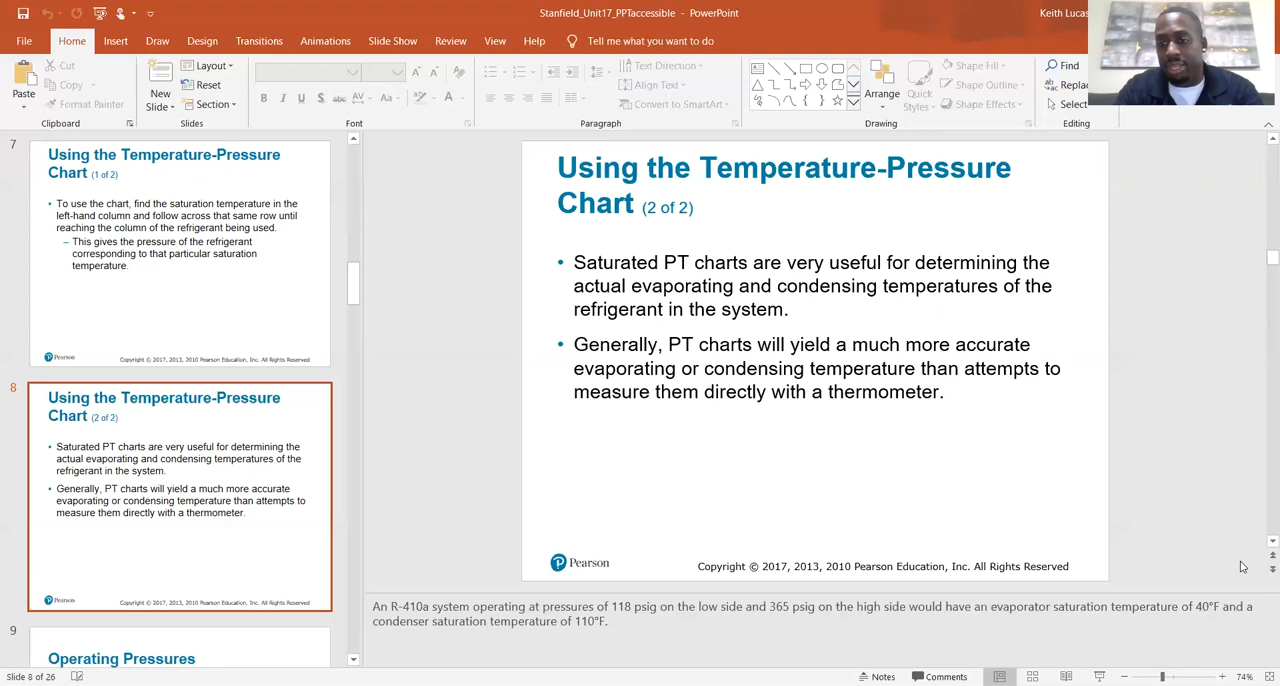 Stanfield_Unit17_PPTaccessible - PowerPoint
Keith Lucas
File Home Insert Draw Design Transitions Animations Slide Show Review View Help Tell me what you want to do
Paste
Cut
Copy
Format Painter
Clipboard
New
Slide
Layout
Reset
Section
Slides
Font
Text Direction
Align Text
Convert to SmartArt
Paragraph
Arrange
Quick
Styles
Shape Fill
Shape Outline
Shape Effects
Drawing
Find
Replac
Select
Editing
7
Using the Temperature-Pressure
Chart (1 of 2)
• To use the chart, find the saturation temperature in the
left-hand column and follow across that same row until
reaching the column of the refrigerant being used.
– This gives the pressure of the refrigerant
corresponding to that particular saturation
temperature.
Pearson
Copyright © 2017, 2013, 2010 Pearson Education, Inc. All Rights Reserved
8
Using the Temperature-Pressure
Chart (2 of 2)
• Saturated PT charts are very useful for determining the
actual evaporating and condensing temperatures of the
refrigerant in the system.
• Generally, PT charts will yield a much more accurate
evaporating or condensing temperature than attempts to
measure them directly with a thermometer.
Pearson
Copyright © 2017, 2013, 2010 Pearson Education, Inc. All Rights Reserved
9
Operating Pressures
Using the Temperature-Pressure
Chart (2 of 2)
• Saturated PT charts are very useful for determining the
actual evaporating and condensing temperatures of the
refrigerant in the system.
• Generally, PT charts will yield a much more accurate
evaporating or condensing temperature than attempts to
measure them directly with a thermometer.
Pearson
Copyright © 2017, 2013, 2010 Pearson Education, Inc. All Rights Reserved
An R-410a system operating at pressures of 118 psig on the low side and 365 psig on the high side would have an evaporator saturation temperature of 40°F and a
condenser saturation temperature of 110°F.
Slide 8 of 26
Notes
Comments
74%